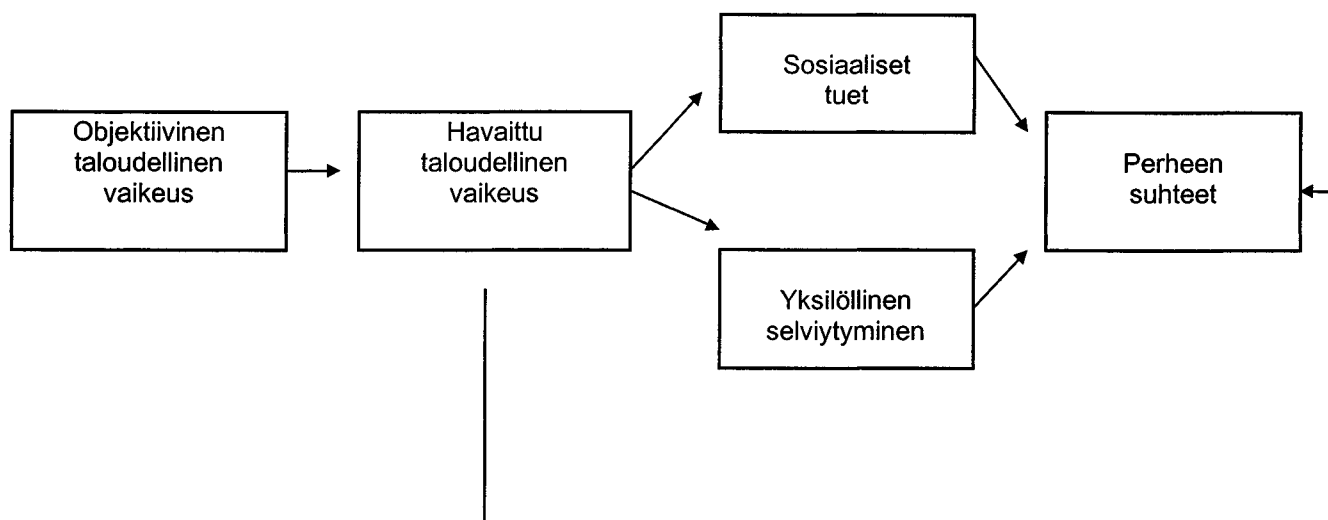 Objektiivinen
taloudellinen
vaikeus
Havaittu
taloudellinen
vaikeus
Sosiaaliset
tuet
Yksilöllinen
selviytyminen
Perheen
suhteet